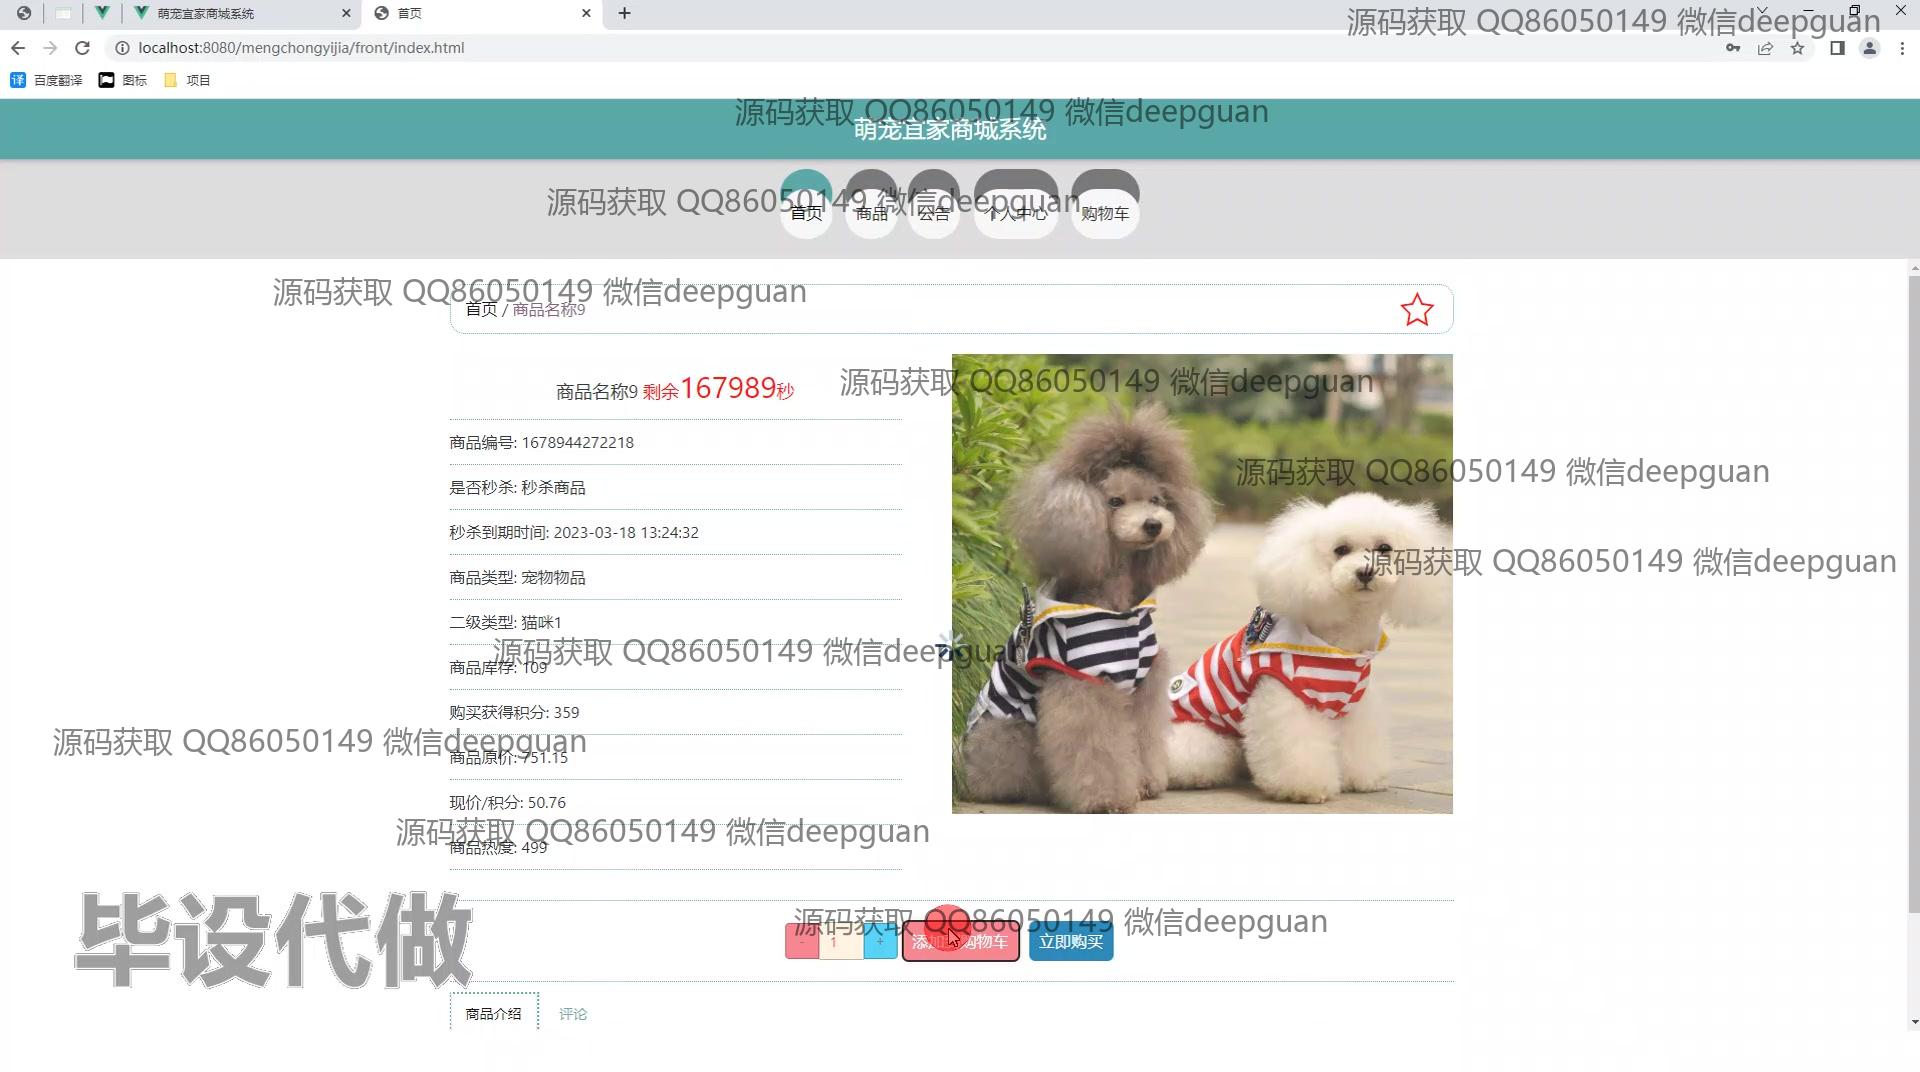 萌宠宜家商城系统
首页
localhost:8080/mengchongyijia/front/index.html
源码获取 QQ86050149 微信deepguan
百度翻译
图标
项目
源码获取 QQ86050149 微信deepguan
萌宠宜家商城系统
源码获取 QQ86050149 微信deepguan
首页
商品
公告
个人中心
购物车
源码获取 QQ86050149 微信deepguan
首页 / 商品名称9
源码获取 QQ86050149 微信deepguan
商品名称9 剩余167989秒
商品编号: 1678944272218
源码获取 QQ86050149 微信deepguan
是否秒杀: 秒杀商品
秒杀到期时间: 2023-03-18 13:24:32
源码获取 QQ86050149 微信deepguan
商品类型: 宠物物品
二级类型: 猫咪1
源码获取 QQ86050149 微信deepguan
商品库存: 109
购买获得积分: 359
源码获取 QQ86050149 微信deepguan
商品原价: 751.15
现价/积分: 50.76
源码获取 QQ86050149 微信deepguan
商品热度: 499
源码获取 QQ86050149 微信deepguan
毕设代做
- 1 + 添加到购物车 立即购买
商品介绍
评论